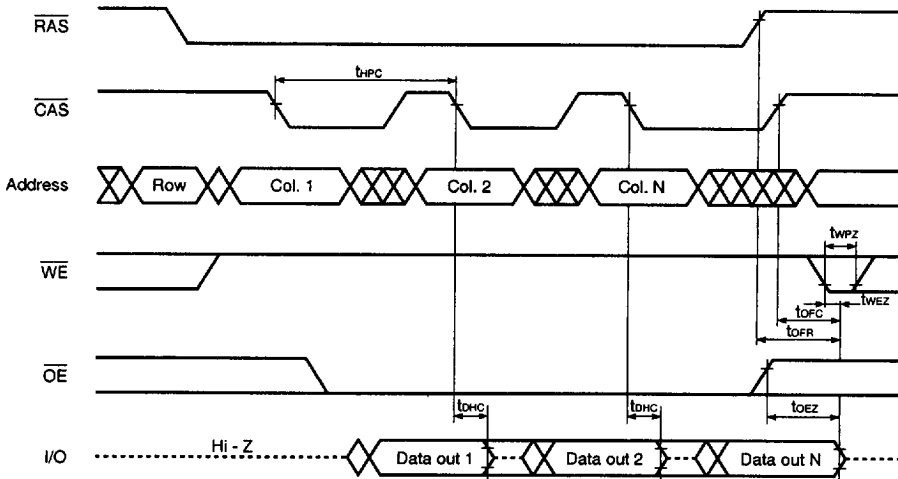 RAS
tHPC
CAS
Address Row Col. 1 Col. 2 Col. N
tWPZ
WE
tWEZ
tOFC
tOFR
OE
tDHC tDHC tOEZ
I/O Hi - Z Data out 1 Data out 2 Data out N